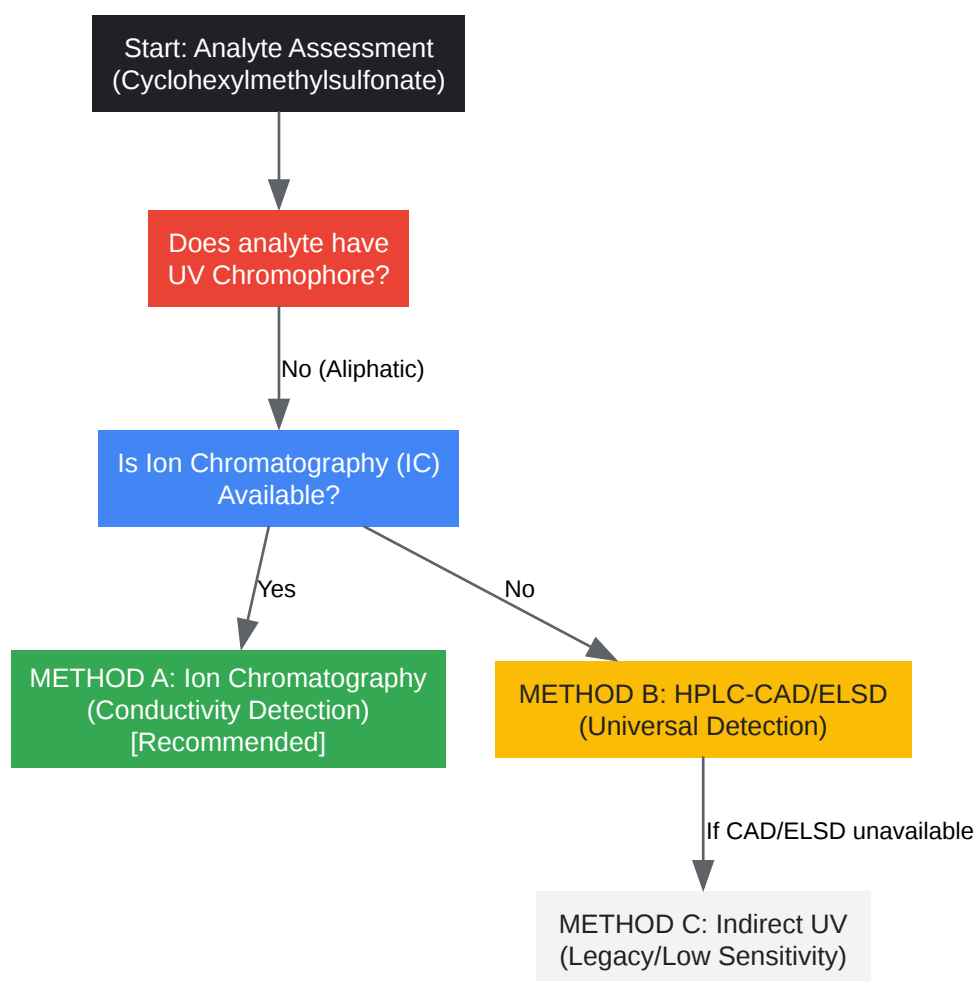 Start: Analyte Assessment
(Cyclohexylmethylsulfonate)
Does analyte have
UV Chromophore?
No (Aliphatic)
Is Ion Chromatography (IC)
Available?
Yes
No
METHOD A: Ion Chromatography
(Conductivity Detection)
[Recommended]
METHOD B: HPLC-CAD/ELSD
(Universal Detection)
If CAD/ELSD unavailable
METHOD C: Indirect UV
(Legacy/Low Sensitivity)